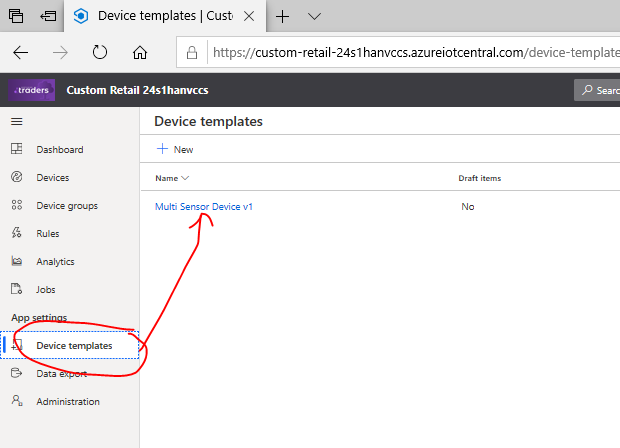 Device templates | Cust
https://custom-retail-24s1hanvccs.azureiotcentral.com/device-template
traders
Custom Retail 24s1hanvccs
Searc
Device templates
New
Dashboard
Devices
Device groups
Rules
Analytics
Jobs
App settings
Device templates
Data export
Administration
Name
Draft items
Multi Sensor Device v1
No